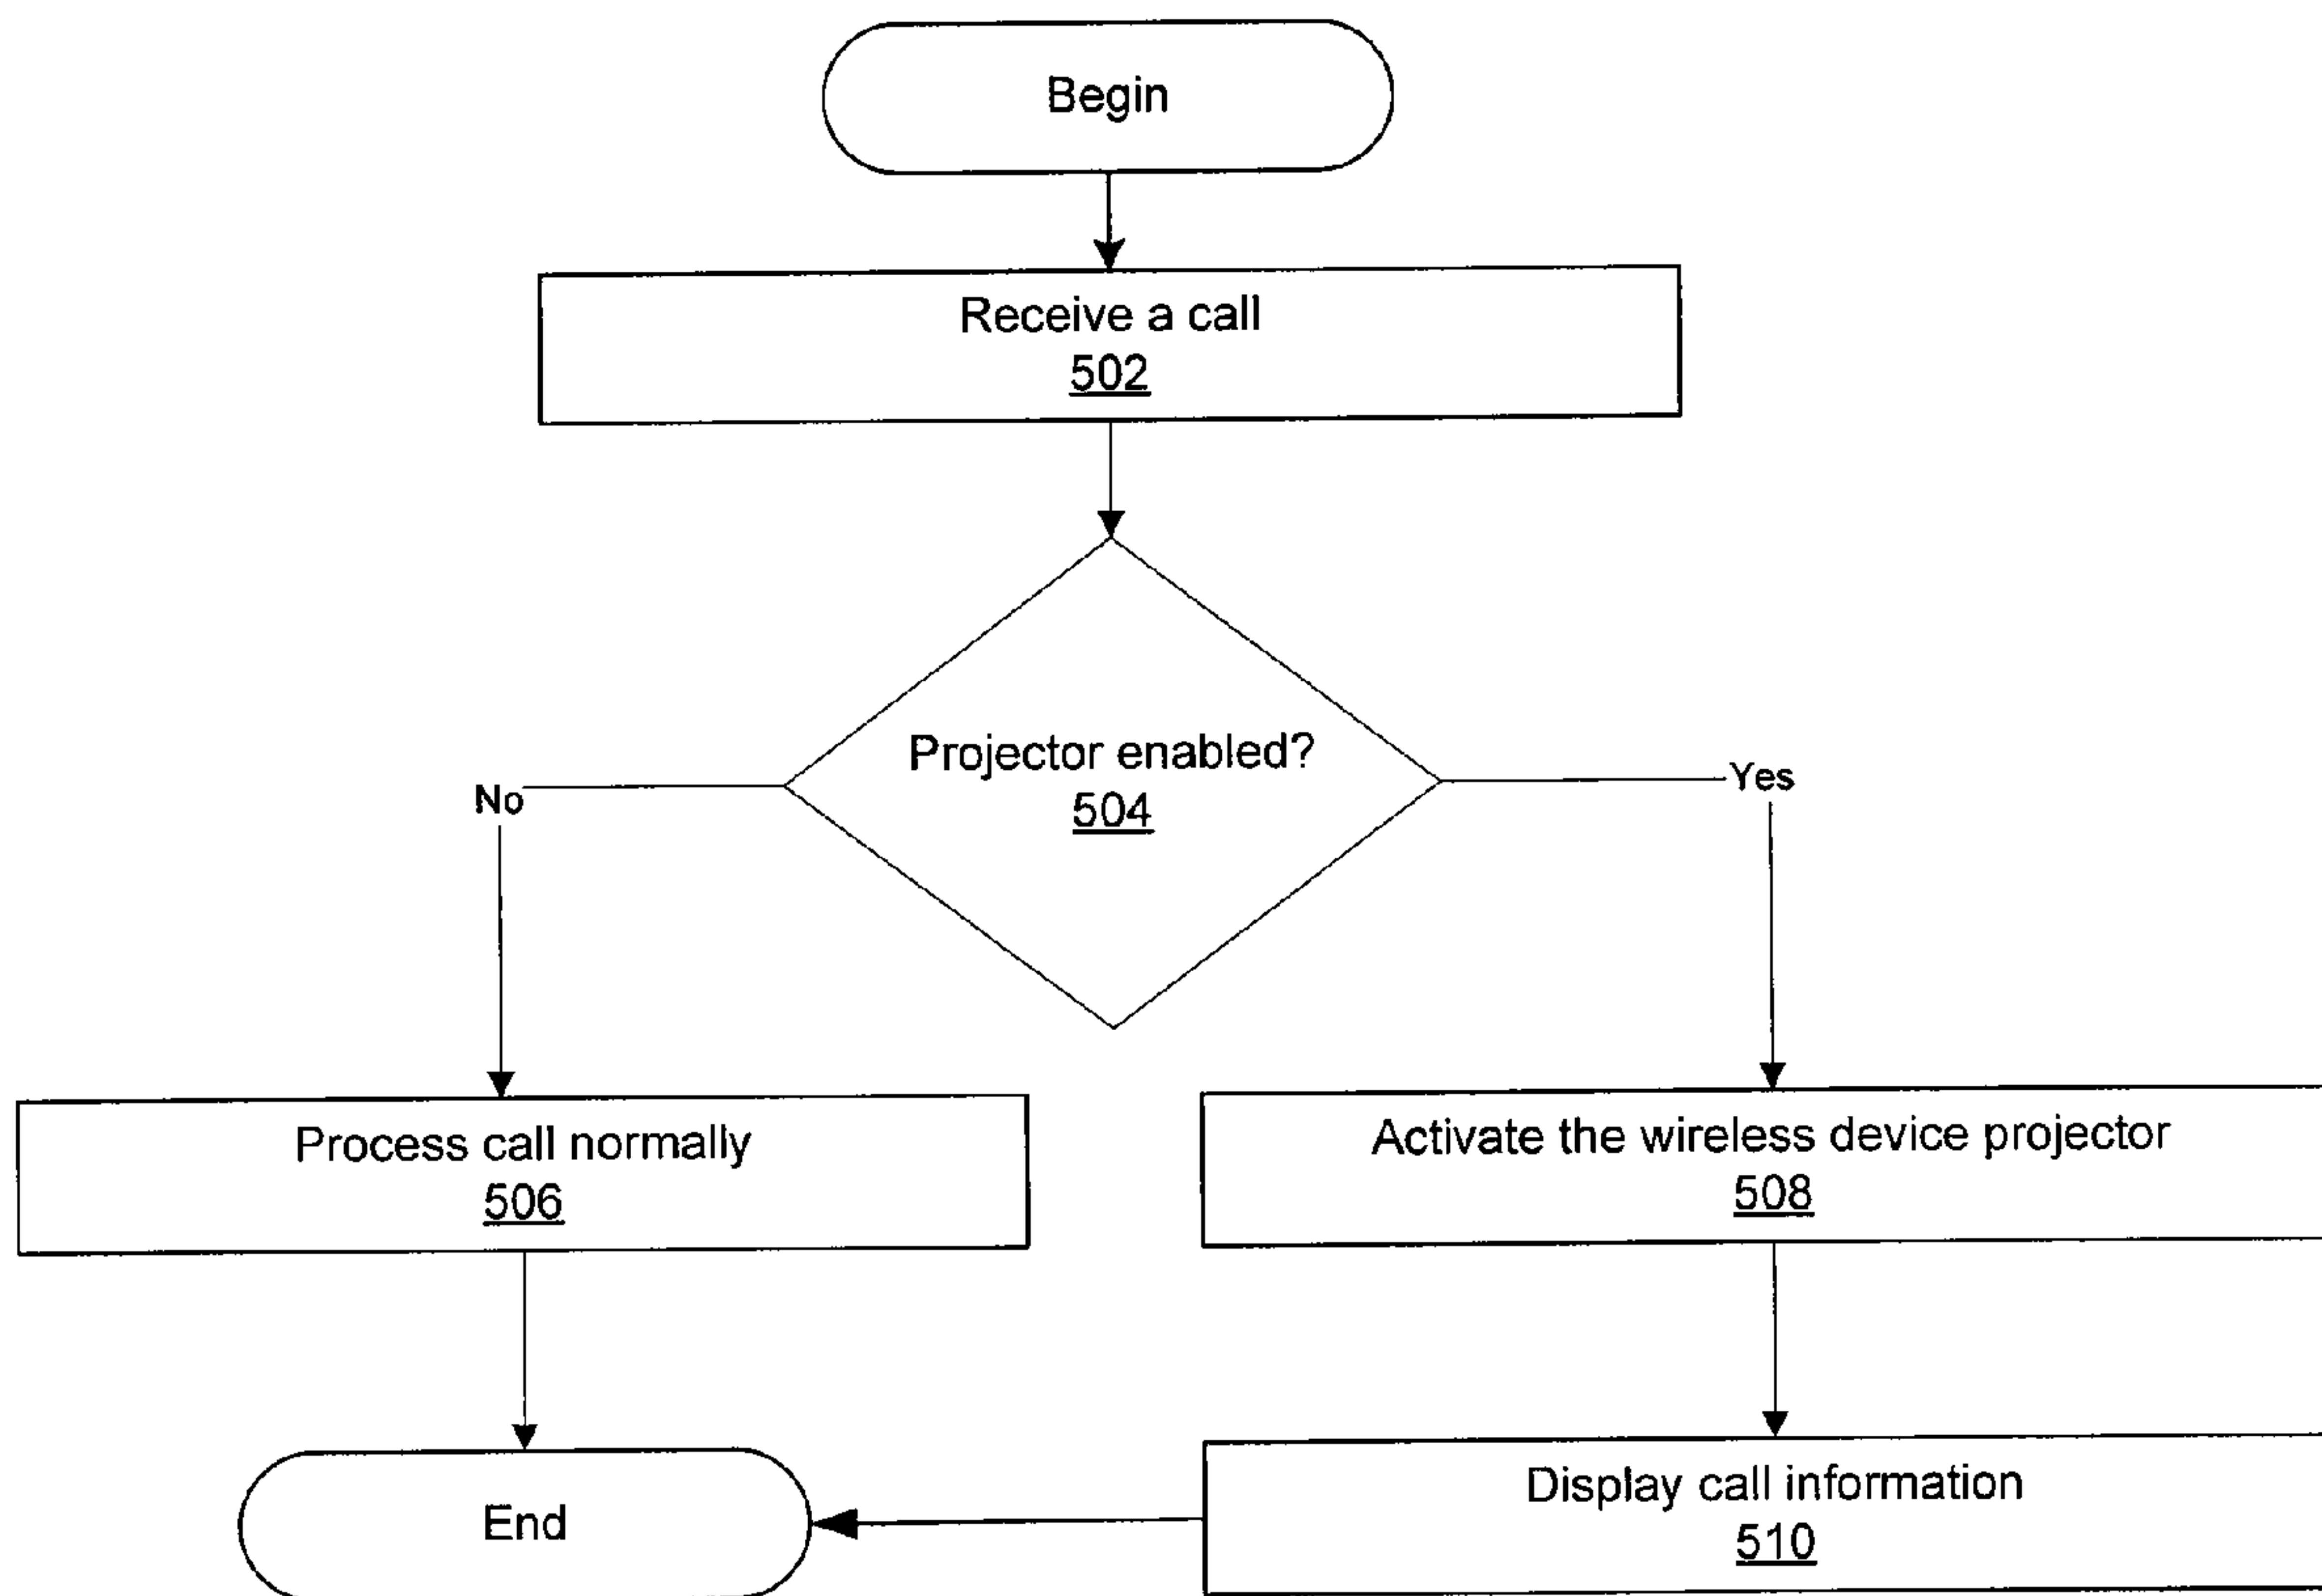 Begin
Receive a call
502
Projector enabled?
504
No
Yes
Process call normally
506
Activate the wireless device projector
508
End
Display call information
510